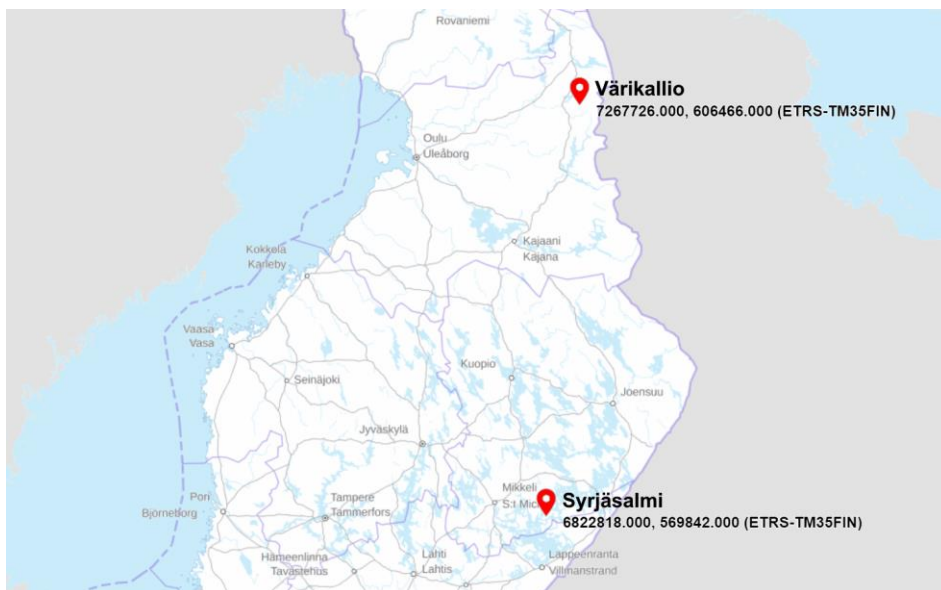 Rovaniemi
Värikallio
7267726.000, 606466.000 (ETRS-TM35FIN)
Oulu
Uleåborg
Kajaani
Kajana
Kokkola
Karleby
Vaasa
Vasa
Seinäjoki
Kuopio
Joensuu
Jyväskylä
Mikkeli
S:t Mic
Syrjäsalmi
6822818.000, 569842.000 (ETRS-TM35FIN)
Pori
Björneborg
Tampere
Tammerfors
Hämeenlinna
Tavastehus
Lahti
Lahtis
Lappeenranta
Villmanstrand